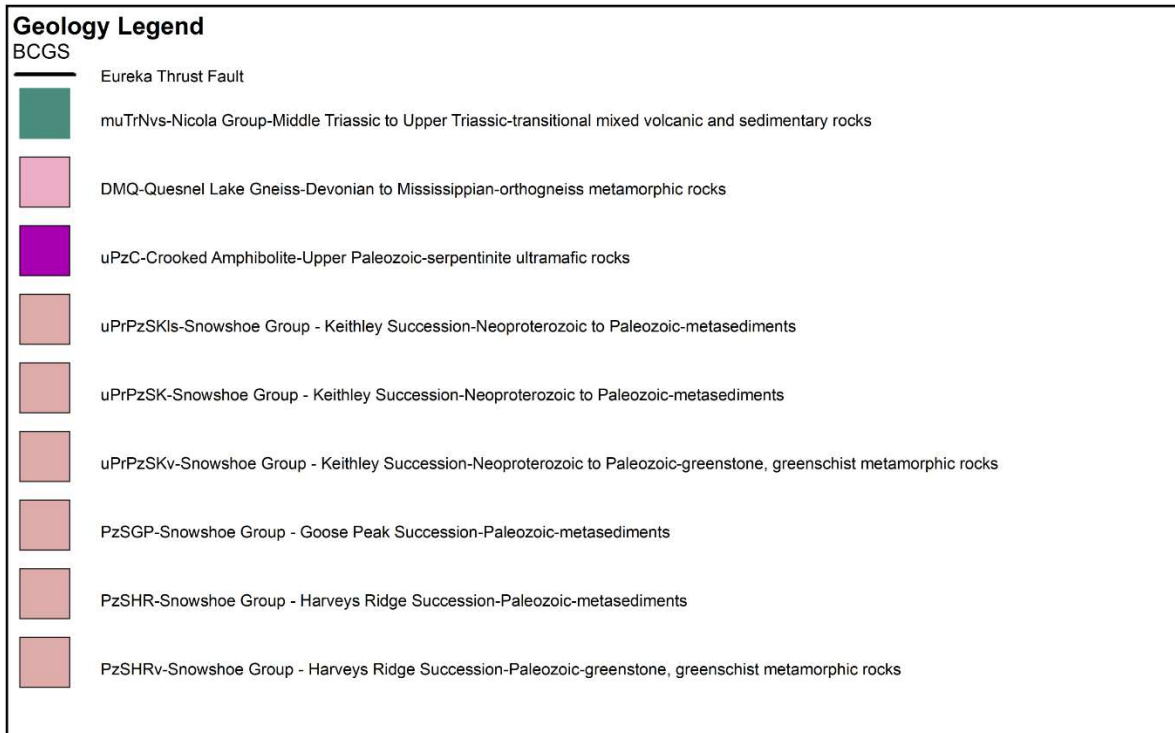 Geology Legend
BCGS
Eureka Thrust Fault
muTrNvs-Nicola Group-Middle Triassic to Upper Triassic-transitional mixed volcanic and sedimentary rocks
DMQ-Quesnel Lake Gneiss-Devonian to Mississippian-orthogneiss metamorphic rocks
uPzC-Crooked Amphibolite-Upper Paleozoic-serpentinite ultramafic rocks
uPrPzSKls-Snowshoe Group - Keithley Succession-Neoproterozoic to Paleozoic-metasediments
uPrPzSK-Snowshoe Group - Keithley Succession-Neoproterozoic to Paleozoic-metasediments
uPrPzSKv-Snowshoe Group - Keithley Succession-Neoproterozoic to Paleozoic-greenstone, greenschist metamorphic rocks
PzSGP-Snowshoe Group - Goose Peak Succession-Paleozoic-metasediments
PzSHR-Snowshoe Group - Harveys Ridge Succession-Paleozoic-metasediments
PzSHRv-Snowshoe Group - Harveys Ridge Succession-Paleozoic-greenstone, greenschist metamorphic rocks